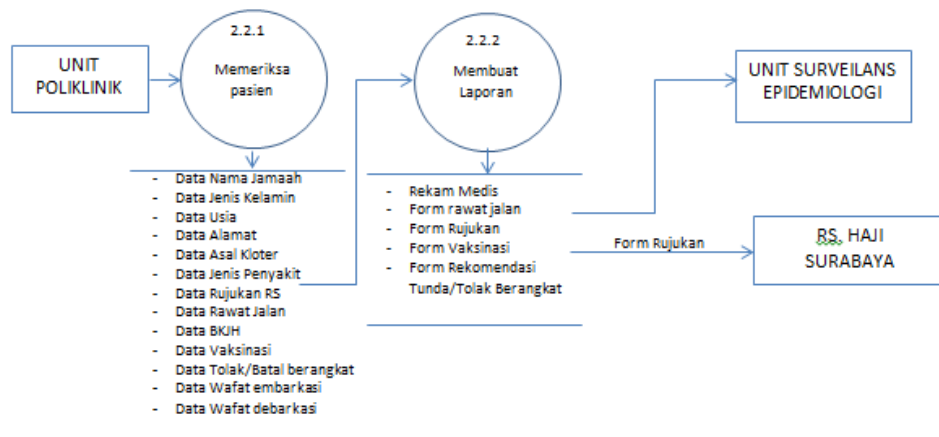 UNIT
POLIKLINIK
2.2.1
Memeriksa
pasien
2.2.2
Membuat
Laporan
UNIT SURVEILANS
EPIDEMIOLOGI
- Data Nama Jamaah
- Data Jenis Kelamin
- Data Usia
- Data Alamat
- Data Asal Kloter
- Data Jenis Penyakit
- Data Rujukan RS
- Data Rawat Jalan
- Data BKJH
- Data Vaksinasi
- Data Tolak/Batal berangkat
- Data Wafat embarkasi
- Data Wafat debarkasi
- Rekam Medis
- Form rawat jalan
- Form Rujukan
- Form Vaksinasi
- Form Rekomendasi
Tunda/Tolak Berangkat
Form Rujukan
RS. HAJI
SURABAYA